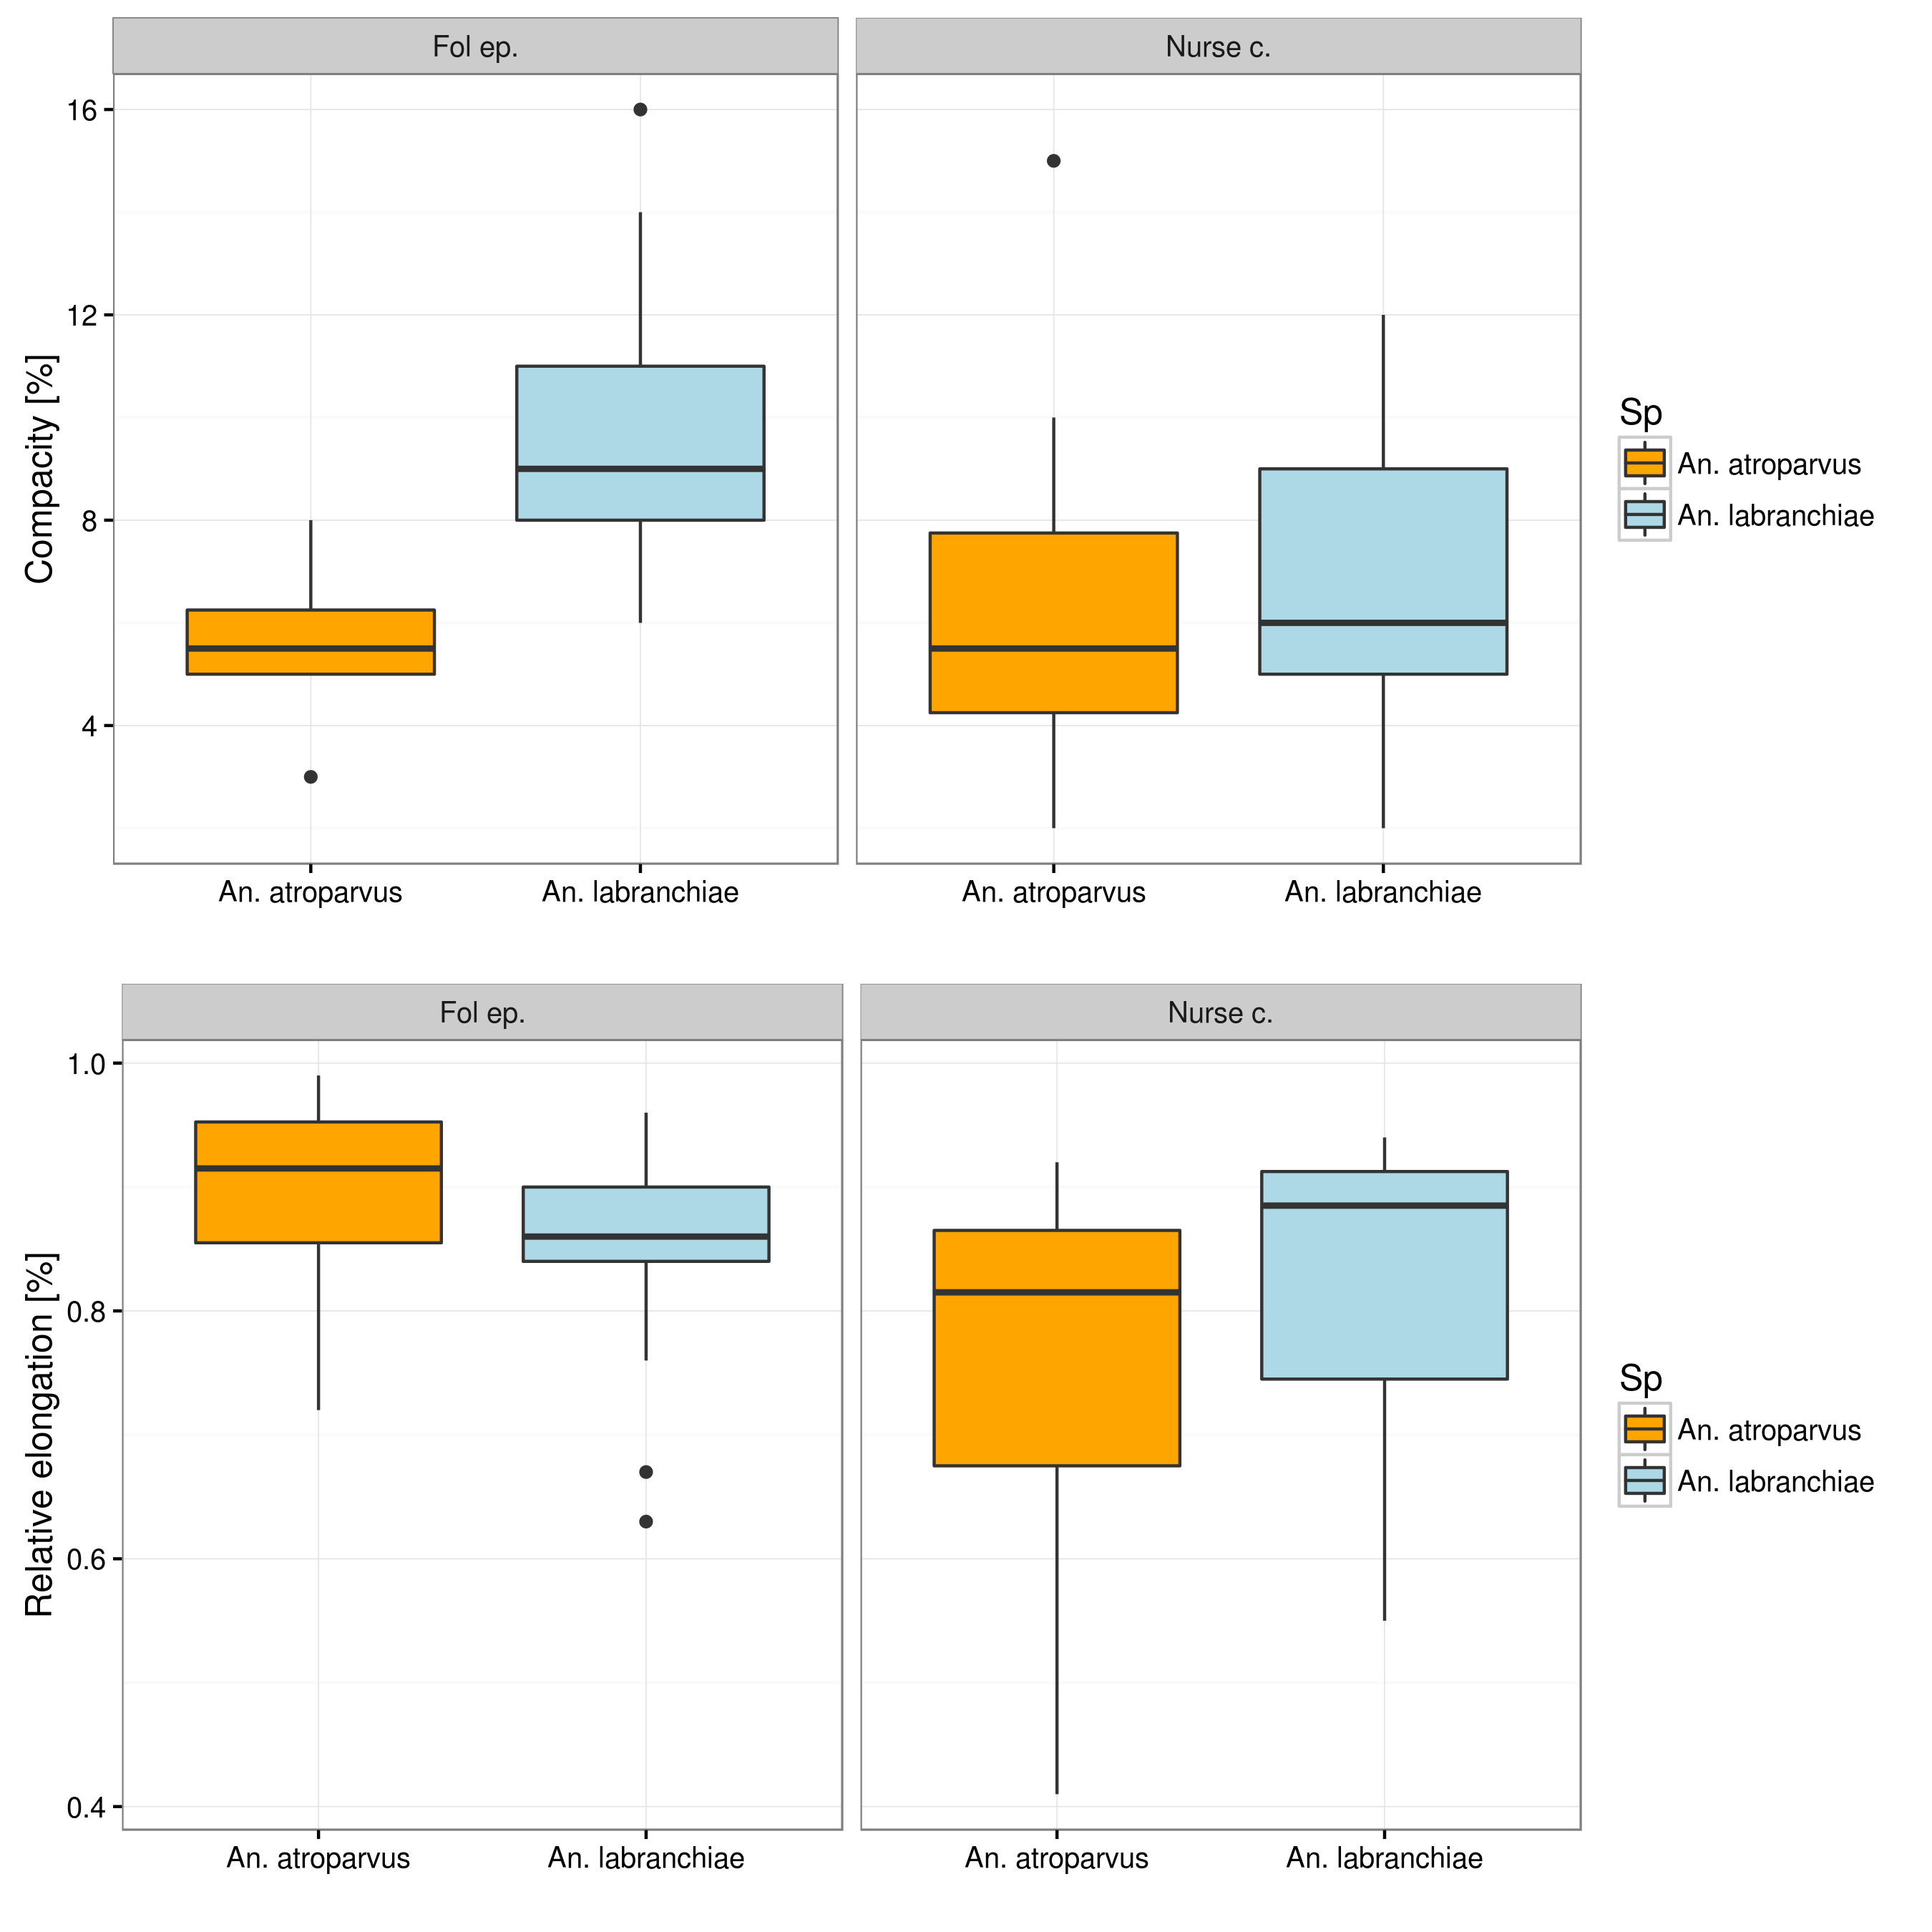 Fol ep.
Nurse c.
16
12
8
4
Compacity [%]
An. atroparvus
An. labranchiae
An. atroparvus
An. labranchiae
Sp
An. atroparvus
An. labranchiae
Fol ep.
Nurse c.
1.0
0.8
0.6
0.4
Relative elongation [%]
An. atroparvus
An. labranchiae
An. atroparvus
An. labranchiae
Sp
An. atroparvus
An. labranchiae